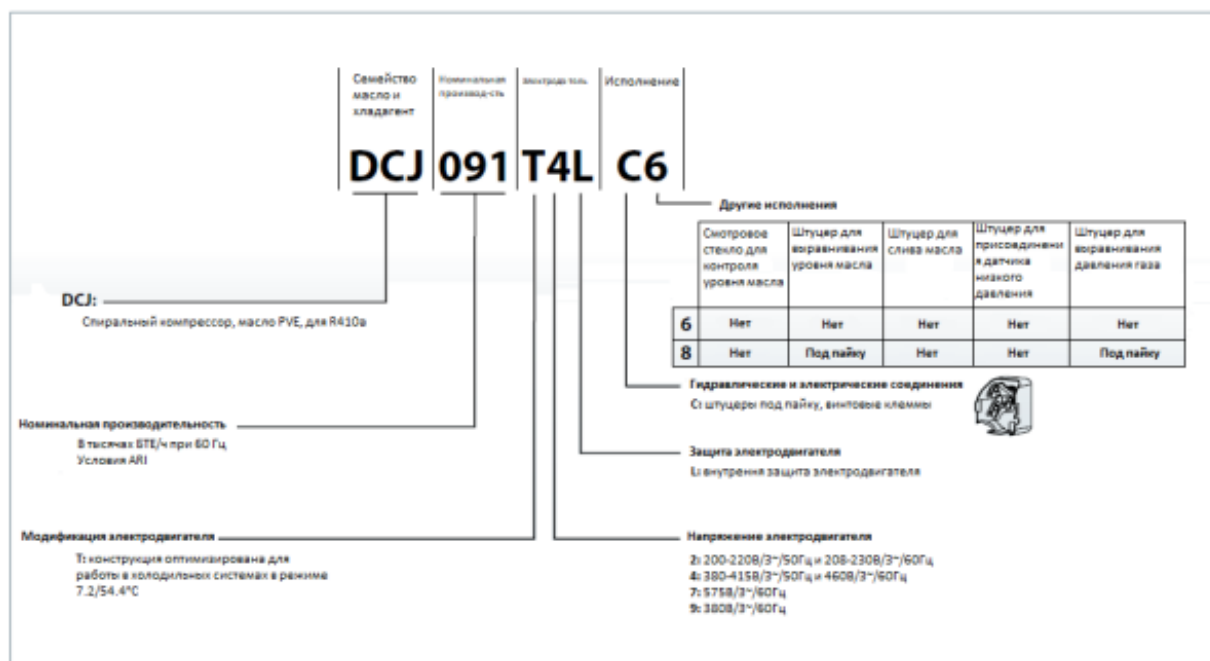 Семейство
масло и
хладагент
Номинальная
производ-сть
Исполнение
DCJ 091 T4L C6
Другие исполнения
Смотровое
стекло для
контроля
уровня масла
Штуцер для
выравнивания
уровня масла
Штуцер для
слива масла
Штуцер для
присоединени
я датчика
низкого
давления
Штуцер для
выравнивания
давления газа
6 Нет Нет Нет Нет Нет
8 Нет Под пайку Нет Нет Под пайку
DCJ:
Спиральный компрессор, масло PVE, для R410a
Гидравлические и электрические соединения
C: штуцеры под пайку, винтовые клеммы
Номинальная производительность
В тысячах БТЕ/ч при 60 Гц
Условия ARI
Защита электродвигателя
L: внутрення защита электродвигателя
Модификация электродвигателя
T: конструкция оптимизирована для
работы в холодильных системах в режиме
7.2/54.4°C
Напряжение электродвигателя
2: 200-220В/3~/50Гц и 208-230В/3~/60Гц
4: 380-415В/3~/50Гц и 460В/3~/60Гц
7: 575В/3~/60Гц
9: 380В/3~/60Гц